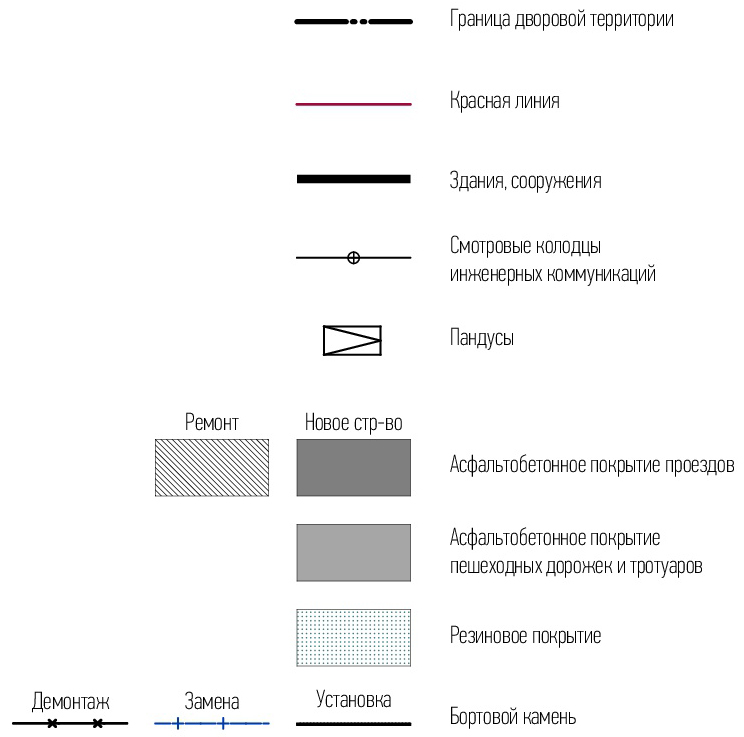 Граница дворовой территории
Красная линия
Здания, сооружения
Смотровые колодцы
инженерных коммуникаций
Пандусы
Ремонт Новое стр-во
Асфальтобетонное покрытие проездов
Асфальтобетонное покрытие
пешеходных дорожек и тротуаров
Резиновое покрытие
Демонтаж Замена Установка
Бортовой камень